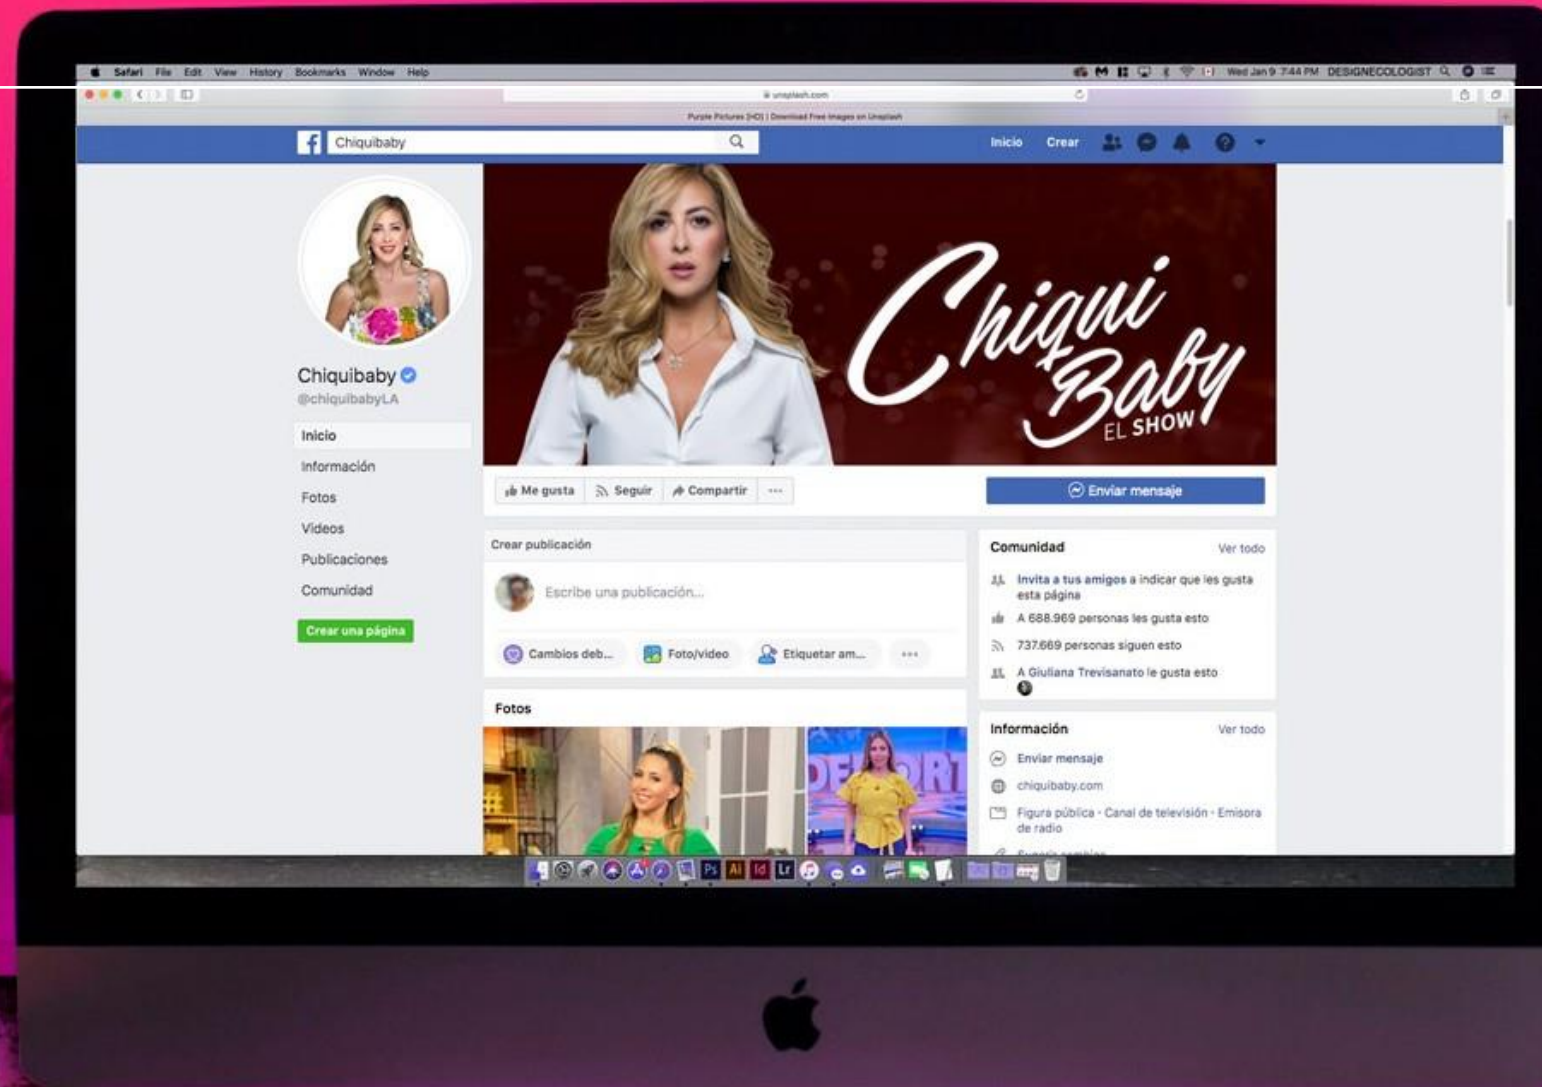 Safari File Edit View History Bookmarks Window Help
Wed Jan 9 7:44 PM DESIGNECOLOGIST
unsplash.com
Purple Pictures [HD] | Download Free Images on Unsplash
Chiquibaby
Inicio Crear
Chiqui
Baby
EL SHOW
Chiquibaby
@chiquibabyLA
Inicio
Información
Fotos
Videos
Publicaciones
Comunidad
Crear una página
Me gusta Seguir Compartir ...
Enviar mensaje
Crear publicación
Escribe una publicación...
Cambios deb... Foto/video Etiquetar am... ...
Fotos
DEPORT
Comunidad Ver todo
Invita a tus amigos a indicar que les gusta
esta página
A 688.969 personas les gusta esto
737.669 personas siguen esto
A Giuliana Trevisanato le gusta esto
Información Ver todo
Enviar mensaje
chiquibaby.com
Figura pública · Canal de televisión · Emisora
de radio
Ps Ai Id Lr